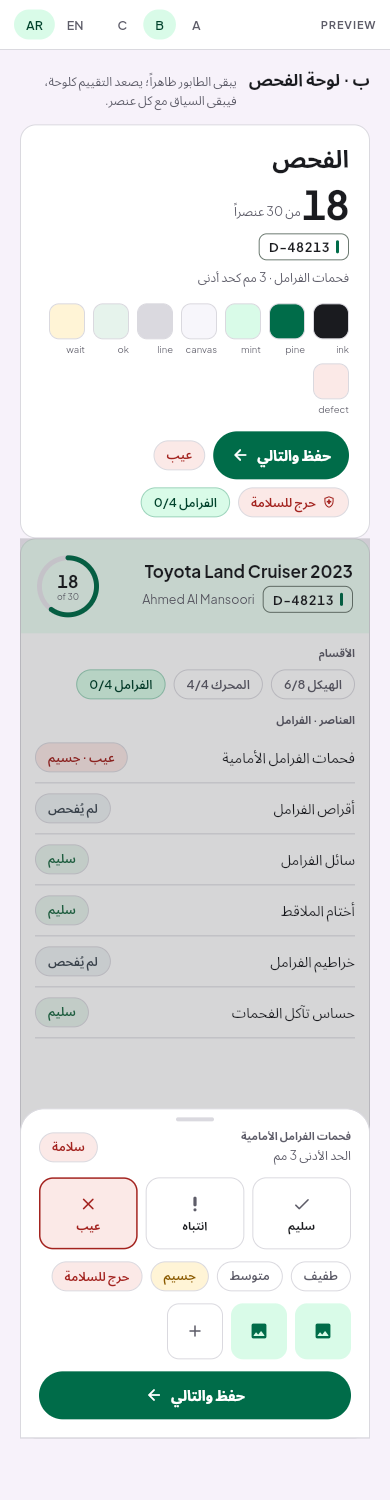 AR EN C B A PREVIEW
ب · لوحة الفحص
يبقى الطابور ظاهراً؛ يصعد التقييم كلوحة،
فيبقى السياق مع كل عنصر.
الفحص
18 من 30 عنصراً
D-48213
فحمات الفرامل · 3 مم كحد أدنى
ink pine mint canvas line ok wait
defect
حفظ والتالي
عيب
حرج للسلامة
الفرامل 0/4
Toyota Land Cruiser 2023
D-48213 Ahmed Al Mansoori
18
of 30
الأقسام
الهيكل 6/8 المحرك 4/4 الفرامل 0/4
العناصر · الفرامل
فحمات الفرامل الأمامية عيب · جسيم
أقراص الفرامل لم يُفحص
سائل الفرامل سليم
أختام الملاقط سليم
خراطيم الفرامل لم يُفحص
حساس تآكل الفحمات سليم
فحمات الفرامل الأمامية
الحد الأدنى 3 مم
سلامة
سليم انتباه عيب
طفيف متوسط جسيم حرج للسلامة
حفظ والتالي